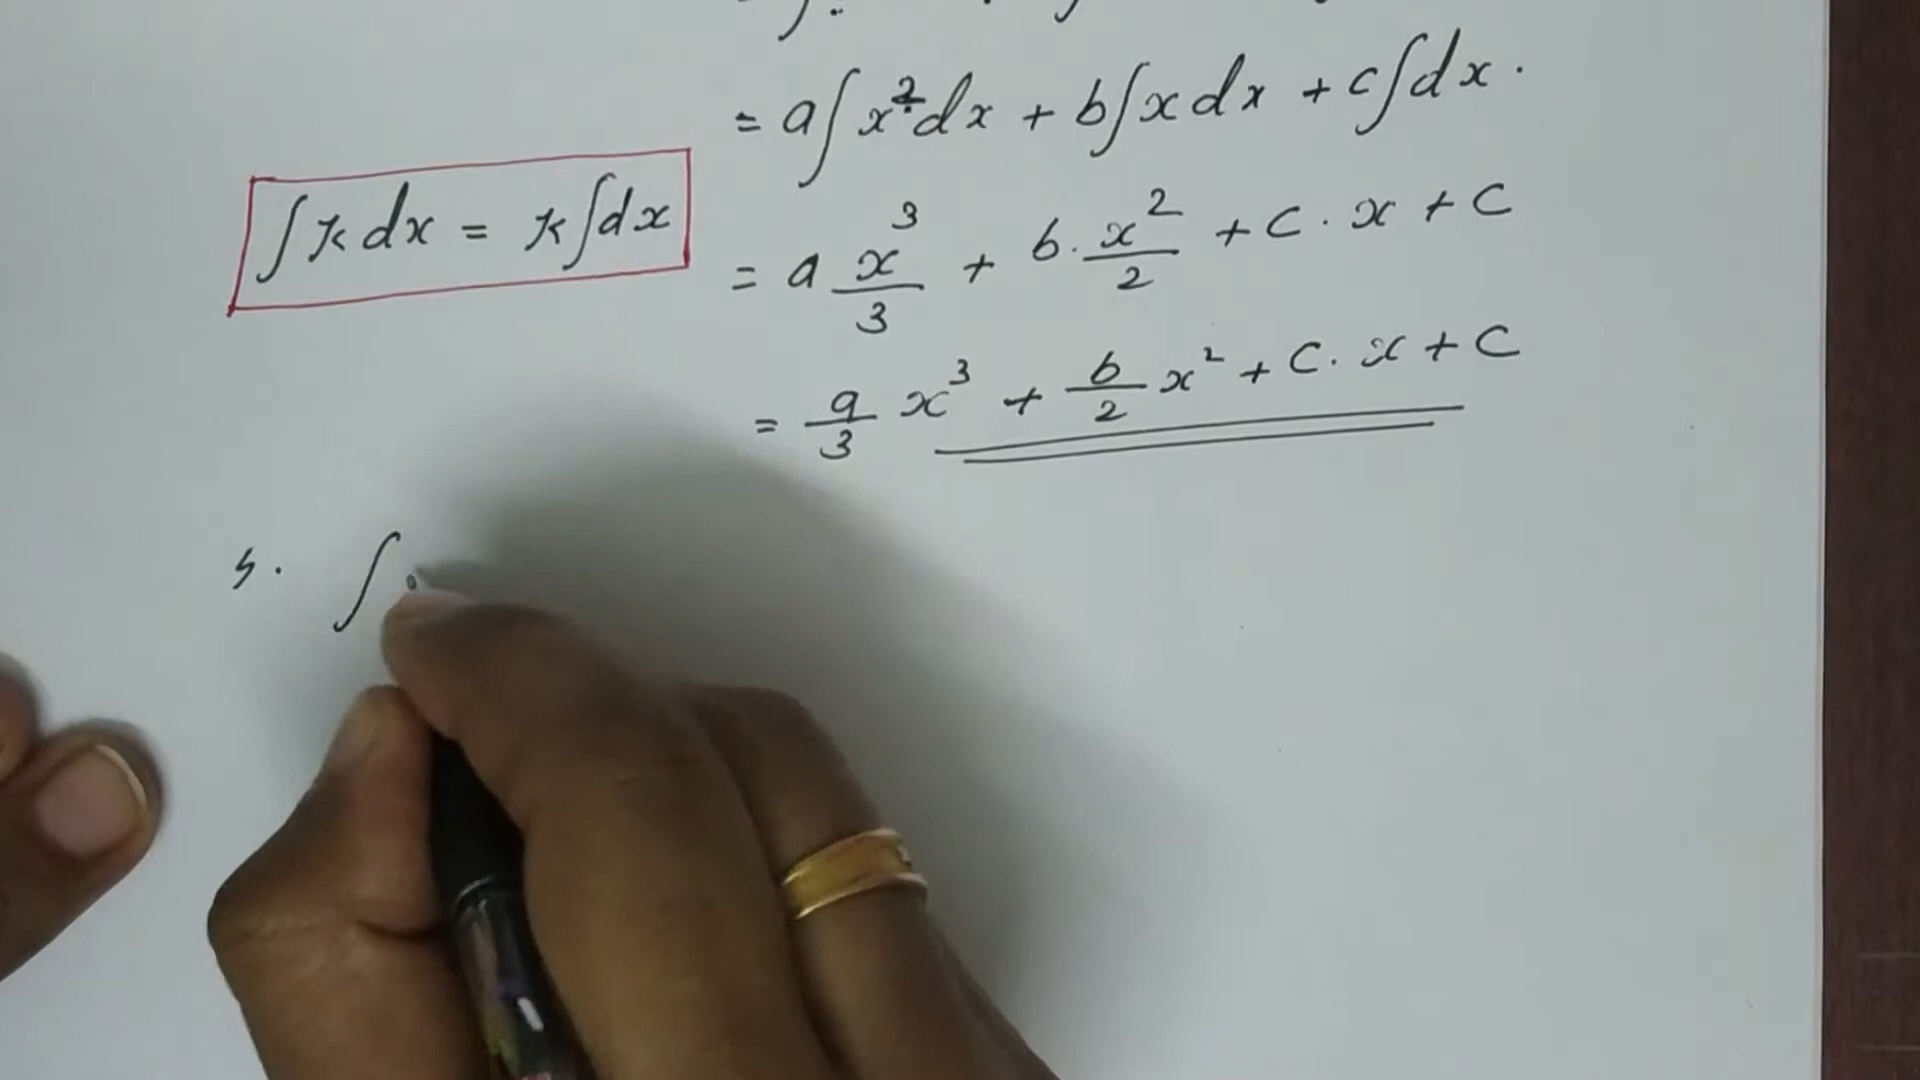 = a∫x²dx + b∫x dx + c∫dx.
∫k dx = k∫dx
= a x³/3 + b. x²/2 + c. x + C
= a/3 x³ + b/2 x² + c. x + C
5. ∫